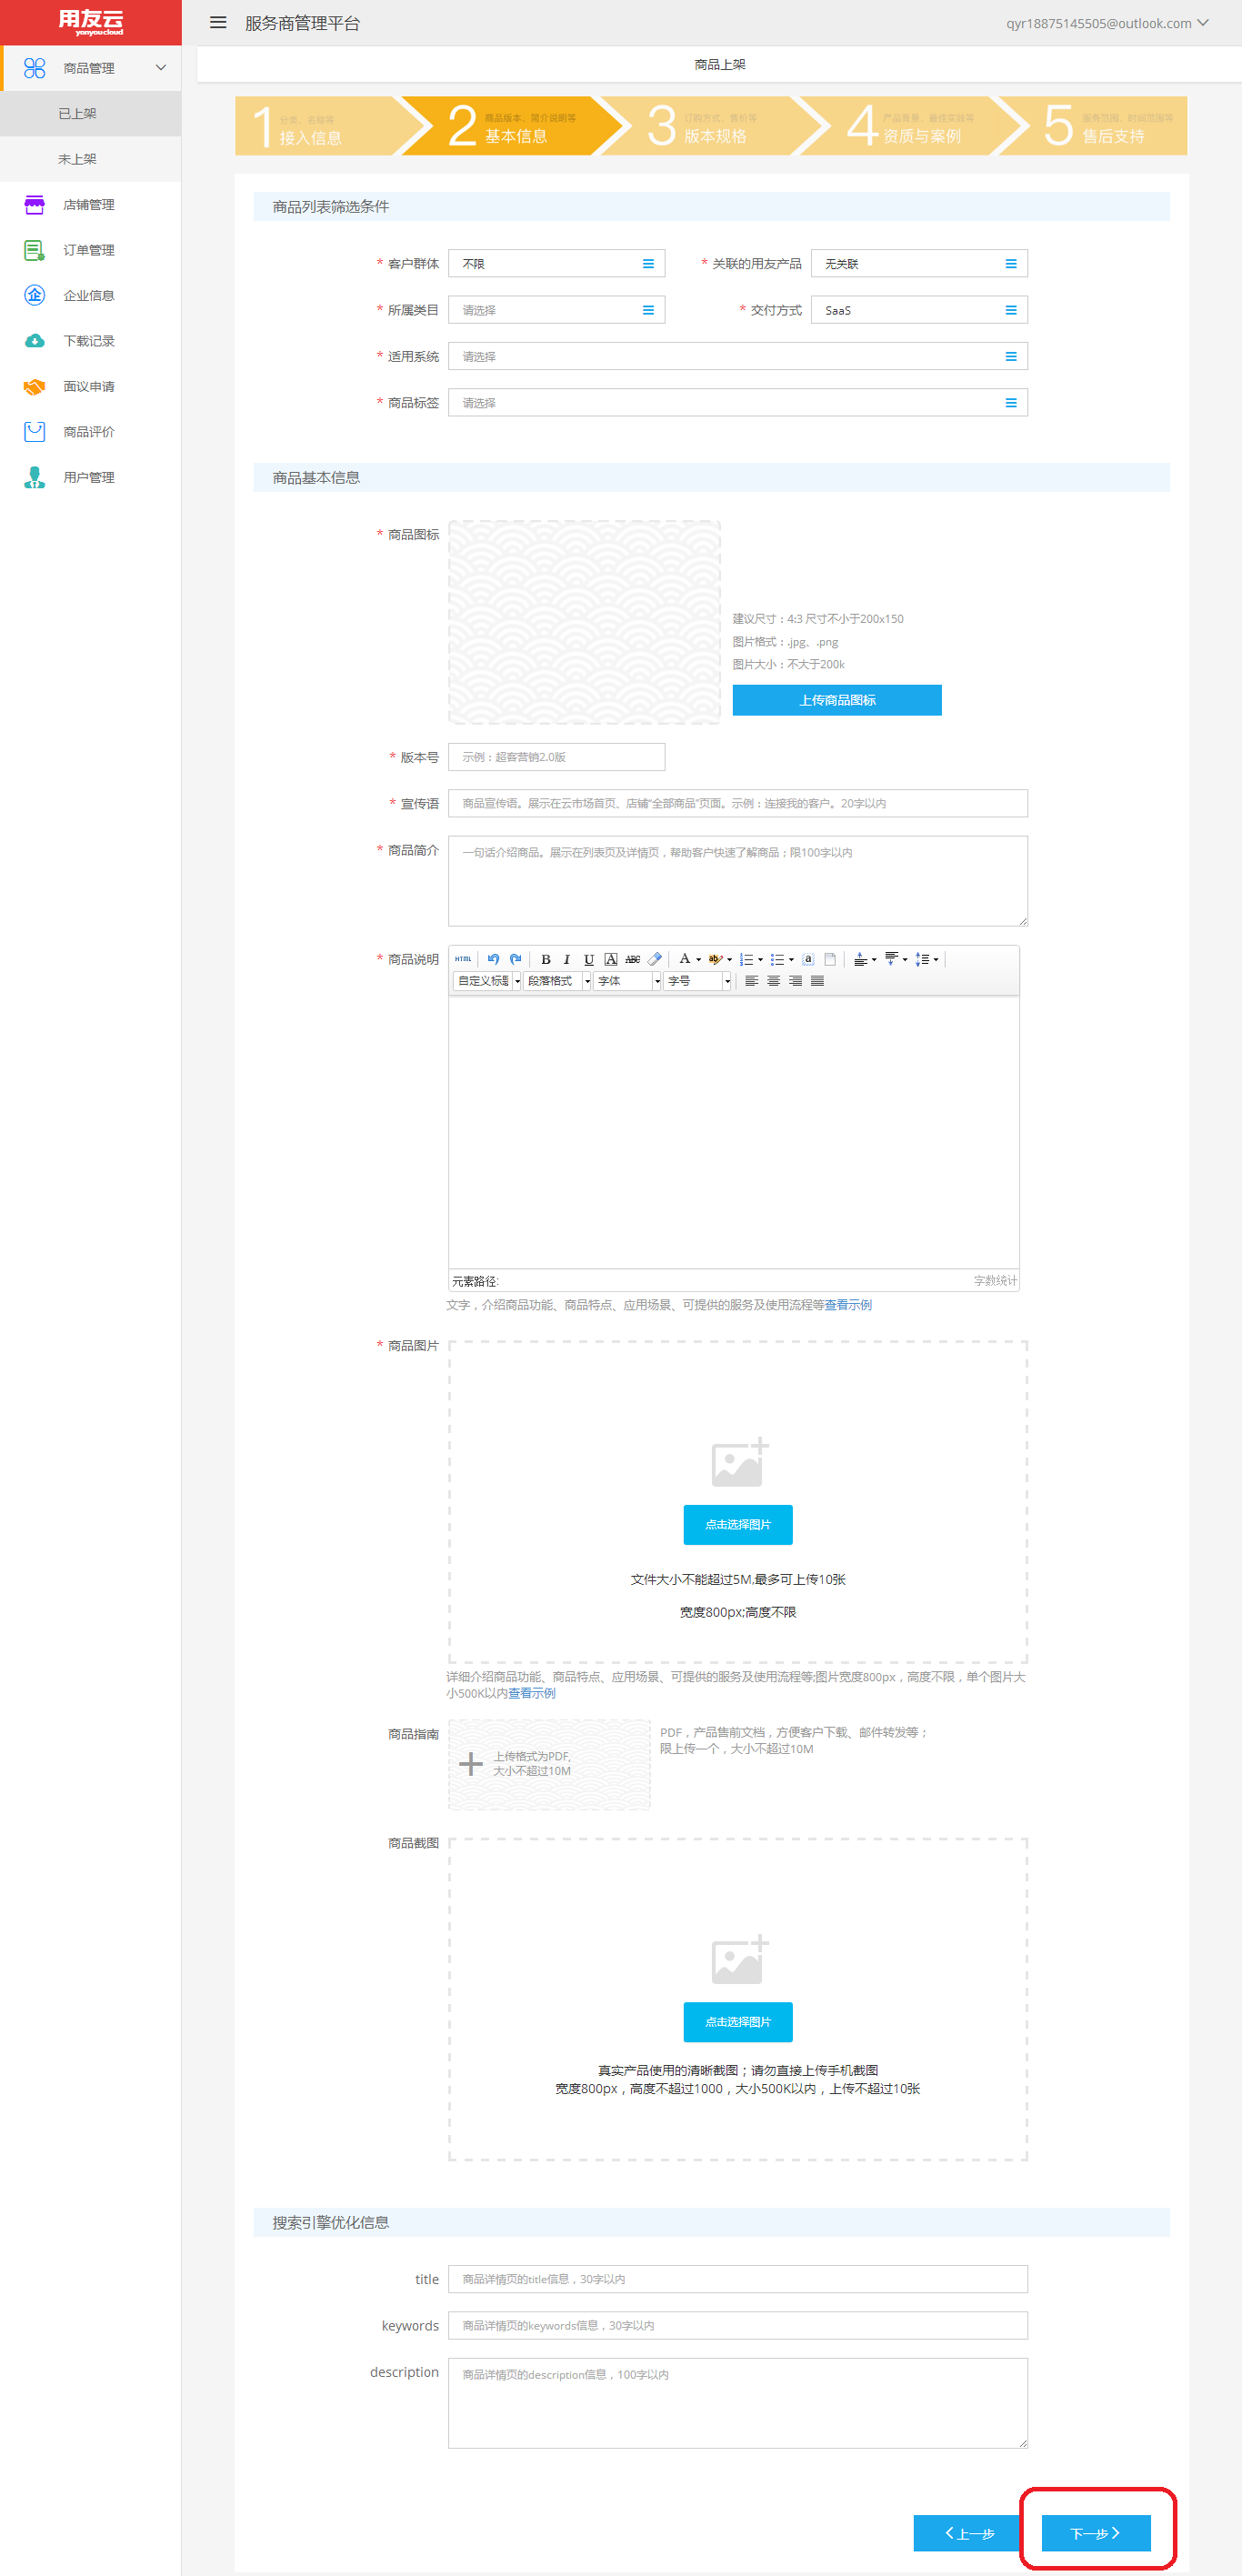 用友云
yonyoucloud
服务商管理平台
qyr18875145505@outlook.com
商品管理
已上架
未上架
店铺管理
订单管理
企业信息
下载记录
面议申请
商品评价
用户管理
商品上架
1 分类、名称等
接入信息
2 商品版本、简介说明等
基本信息
3 订购方式、售价等
版本规格
4 产品背景、最佳实践等
资质与案例
5 服务范围、时间范围等
售后支持
商品列表筛选条件
* 客户群体 不限
* 关联的用友产品 无关联
* 所属类目 请选择
* 交付方式 SaaS
* 适用系统 请选择
* 商品标签 请选择
商品基本信息
* 商品图标
建议尺寸：4:3 尺寸不小于200x150
图片格式：.jpg、.png
图片大小：不大于200k
上传商品图标
* 版本号 示例：超客营销2.0版
* 宣传语 商品宣传语。展示在云市场首页、店铺“全部商品”页面。示例：连接我的客户。20字以内
* 商品简介 一句话介绍商品。展示在列表页及详情页，帮助客户快速了解商品；限100字以内
* 商品说明
HTML B I U A ABC A ab a
自定义标题 段落格式 字体 字号
元素路径: 字数统计
文字，介绍商品功能、商品特点、应用场景、可提供的服务及使用流程等查看示例
* 商品图片
点击选择图片
文件大小不能超过5M,最多可上传10张
宽度800px;高度不限
详细介绍商品功能、商品特点、应用场景、可提供的服务及使用流程等;图片宽度800px，高度不限，单个图片大
小500K以内查看示例
商品指南
上传格式为PDF,
大小不超过10M
PDF，产品售前文档，方便客户下载、邮件转发等；
限上传一个，大小不超过10M
商品截图
点击选择图片
真实产品使用的清晰截图；请勿直接上传手机截图
宽度800px，高度不超过1000，大小500K以内，上传不超过10张
搜索引擎优化信息
title 商品详情页的title信息，30字以内
keywords 商品详情页的keywords信息，30字以内
description 商品详情页的description信息，100字以内
上一步
下一步